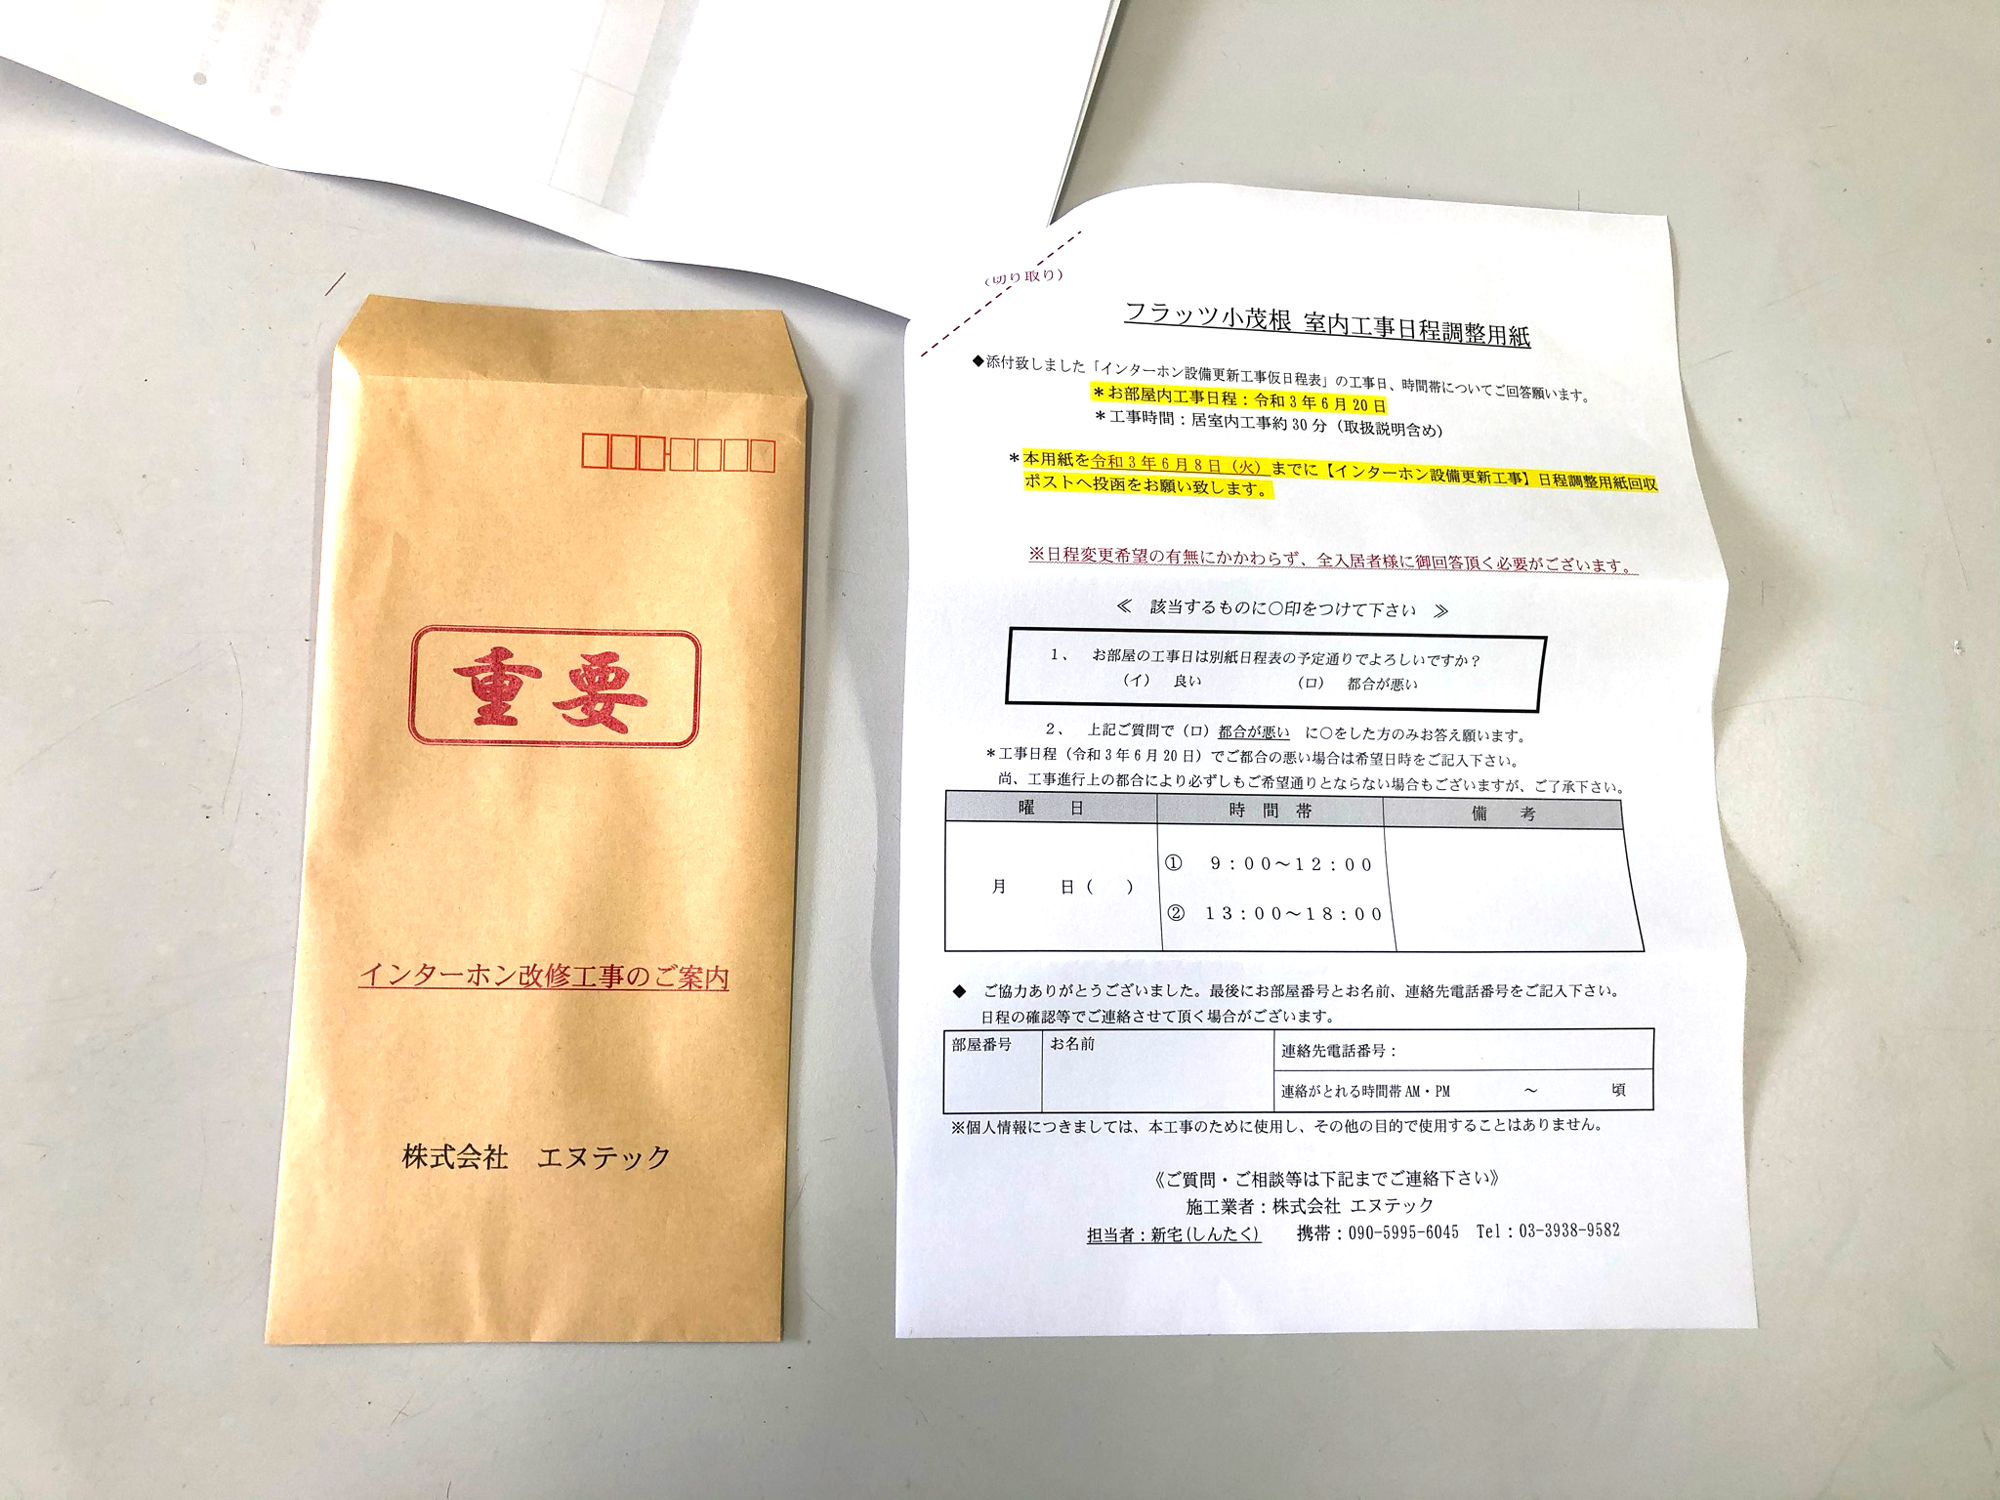 重要
インターホン改修工事のご案内
株式会社 エヌテック
(切り取り)
フラッツ小茂根 室内工事日程調整用紙
◆添付致しました「インターホン設備更新工事仮日程表」の工事日、時間帯についてご回答願います。
＊お部屋内工事日程：令和3年6月20日
＊工事時間：居室内工事約30分（取扱説明含め）
＊本用紙を令和3年6月8日（火）までに【インターホン設備更新工事】日程調整用紙回収
ポストへ投函をお願い致します。
※日程変更希望の有無にかかわらず、全入居者様に御回答頂く必要がございます。
≪ 該当するものに〇印をつけて下さい ≫
1、 お部屋の工事日は別紙日程表の予定通りでよろしいですか？
（イ） 良い （ロ） 都合が悪い
2、 上記ご質問で（ロ）都合が悪い に〇をした方のみお答え願います。
＊工事日程（令和3年6月20日）でご都合の悪い場合は希望日時をご記入下さい。
尚、工事進行上の都合により必ずしもご希望通りとならない場合もございますが、ご了承下さい。
曜 日 時 間 帯 備 考
月 日（ ） ① 9：00～12：00
② 13：00～18：00
◆ ご協力ありがとうございました。最後にお部屋番号とお名前、連絡先電話番号をご記入下さい。
日程の確認等でご連絡させて頂く場合がございます。
部屋番号 お名前 連絡先電話番号：
連絡がとれる時間帯AM・PM ～ 頃
※個人情報につきましては、本工事のために使用し、その他の目的で使用することはありません。
《ご質問・ご相談等は下記までご連絡下さい》
施工業者：株式会社 エヌテック
担当者：新宅(しんたく) 携帯：090-5995-6045 Tel：03-3938-9582